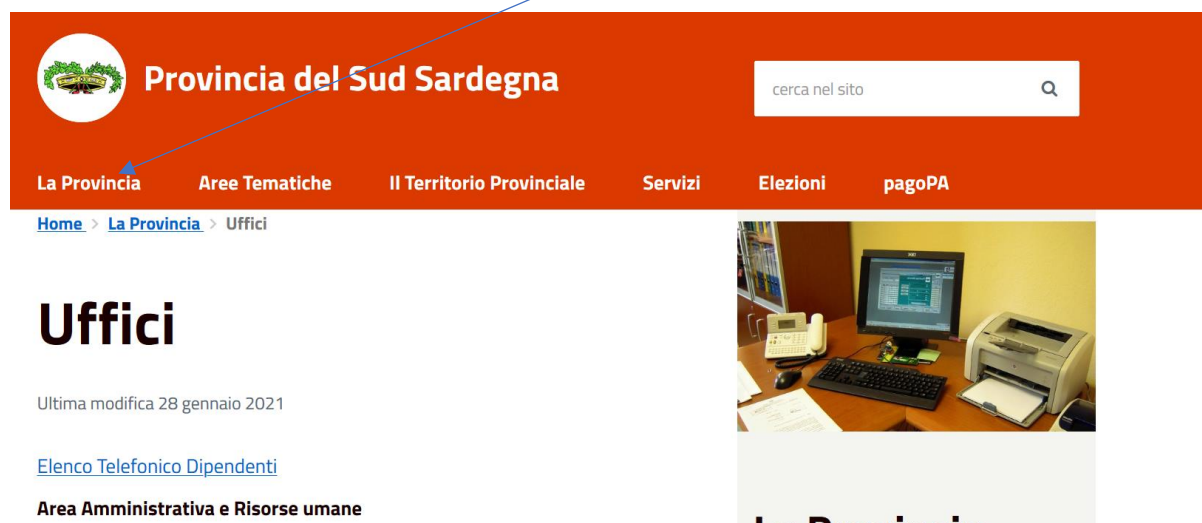 Provincia del Sud Sardegna
cerca nel sito
La Provincia Aree Tematiche Il Territorio Provinciale Servizi Elezioni pagoPA
Home > La Provincia > Uffici
Uffici
Ultima modifica 28 gennaio 2021
Elenco Telefonico Dipendenti
Area Amministrativa e Risorse umane